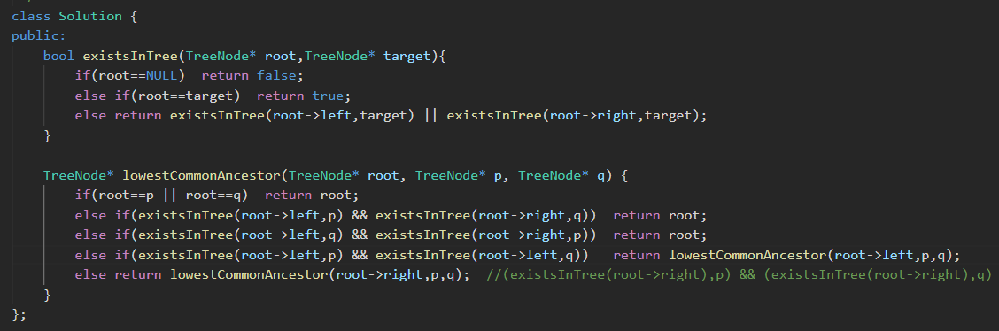 class Solution {
public:
    bool existsInTree(TreeNode* root,TreeNode* target){
        if(root==NULL)  return false;
        else if(root==target)  return true;
        else return existsInTree(root->left,target) || existsInTree(root->right,target);
    }

    TreeNode* lowestCommonAncestor(TreeNode* root, TreeNode* p, TreeNode* q) {
        if(root==p || root==q)  return root;
        else if(existsInTree(root->left,p) && existsInTree(root->right,q))  return root;
        else if(existsInTree(root->left,q) && existsInTree(root->right,p))  return root;
        else if(existsInTree(root->left,p) && existsInTree(root->left,q))   return lowestCommonAncestor(root->left,p,q);
        else return lowestCommonAncestor(root->right,p,q);  //(existsInTree(root->right),p) && (existsInTree(root->right),q)
    }
};